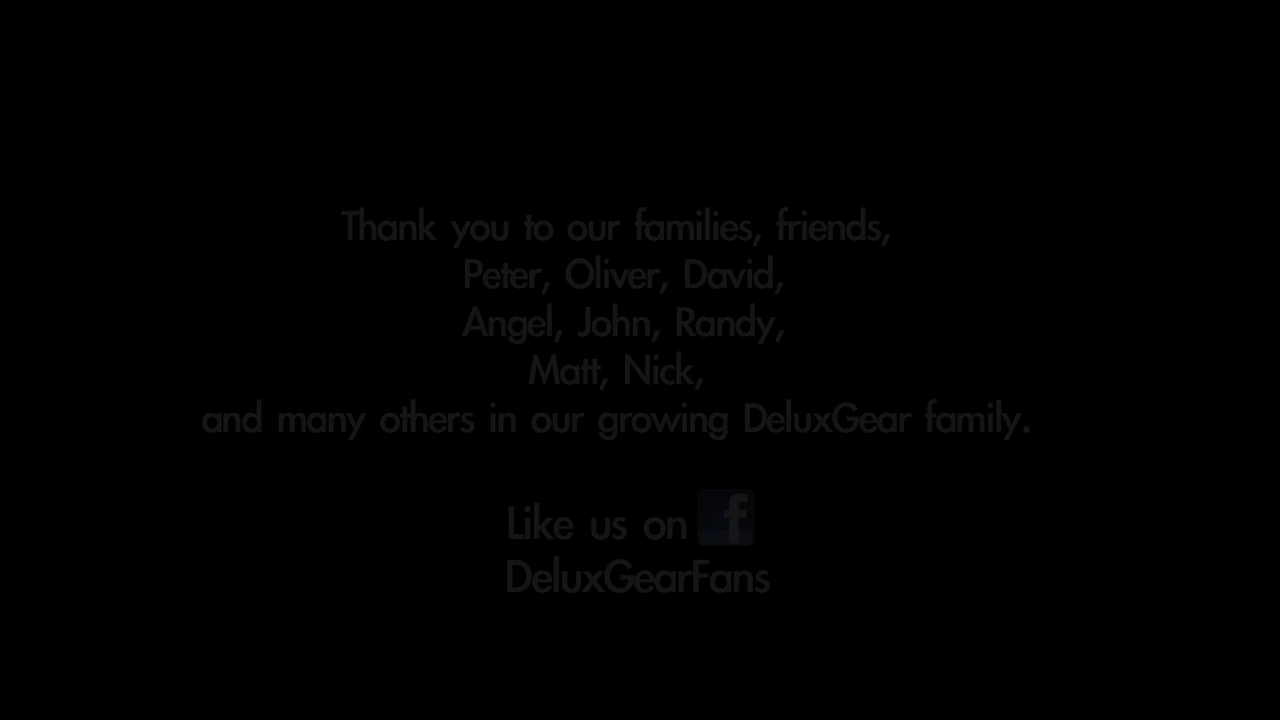 Thank you to our families, friends,
Peter, Oliver, David,
Angel, John, Randy,
Matt, Nick,
and many others in our growing DeluxGear family.
Like us on f
DeluxGearFans